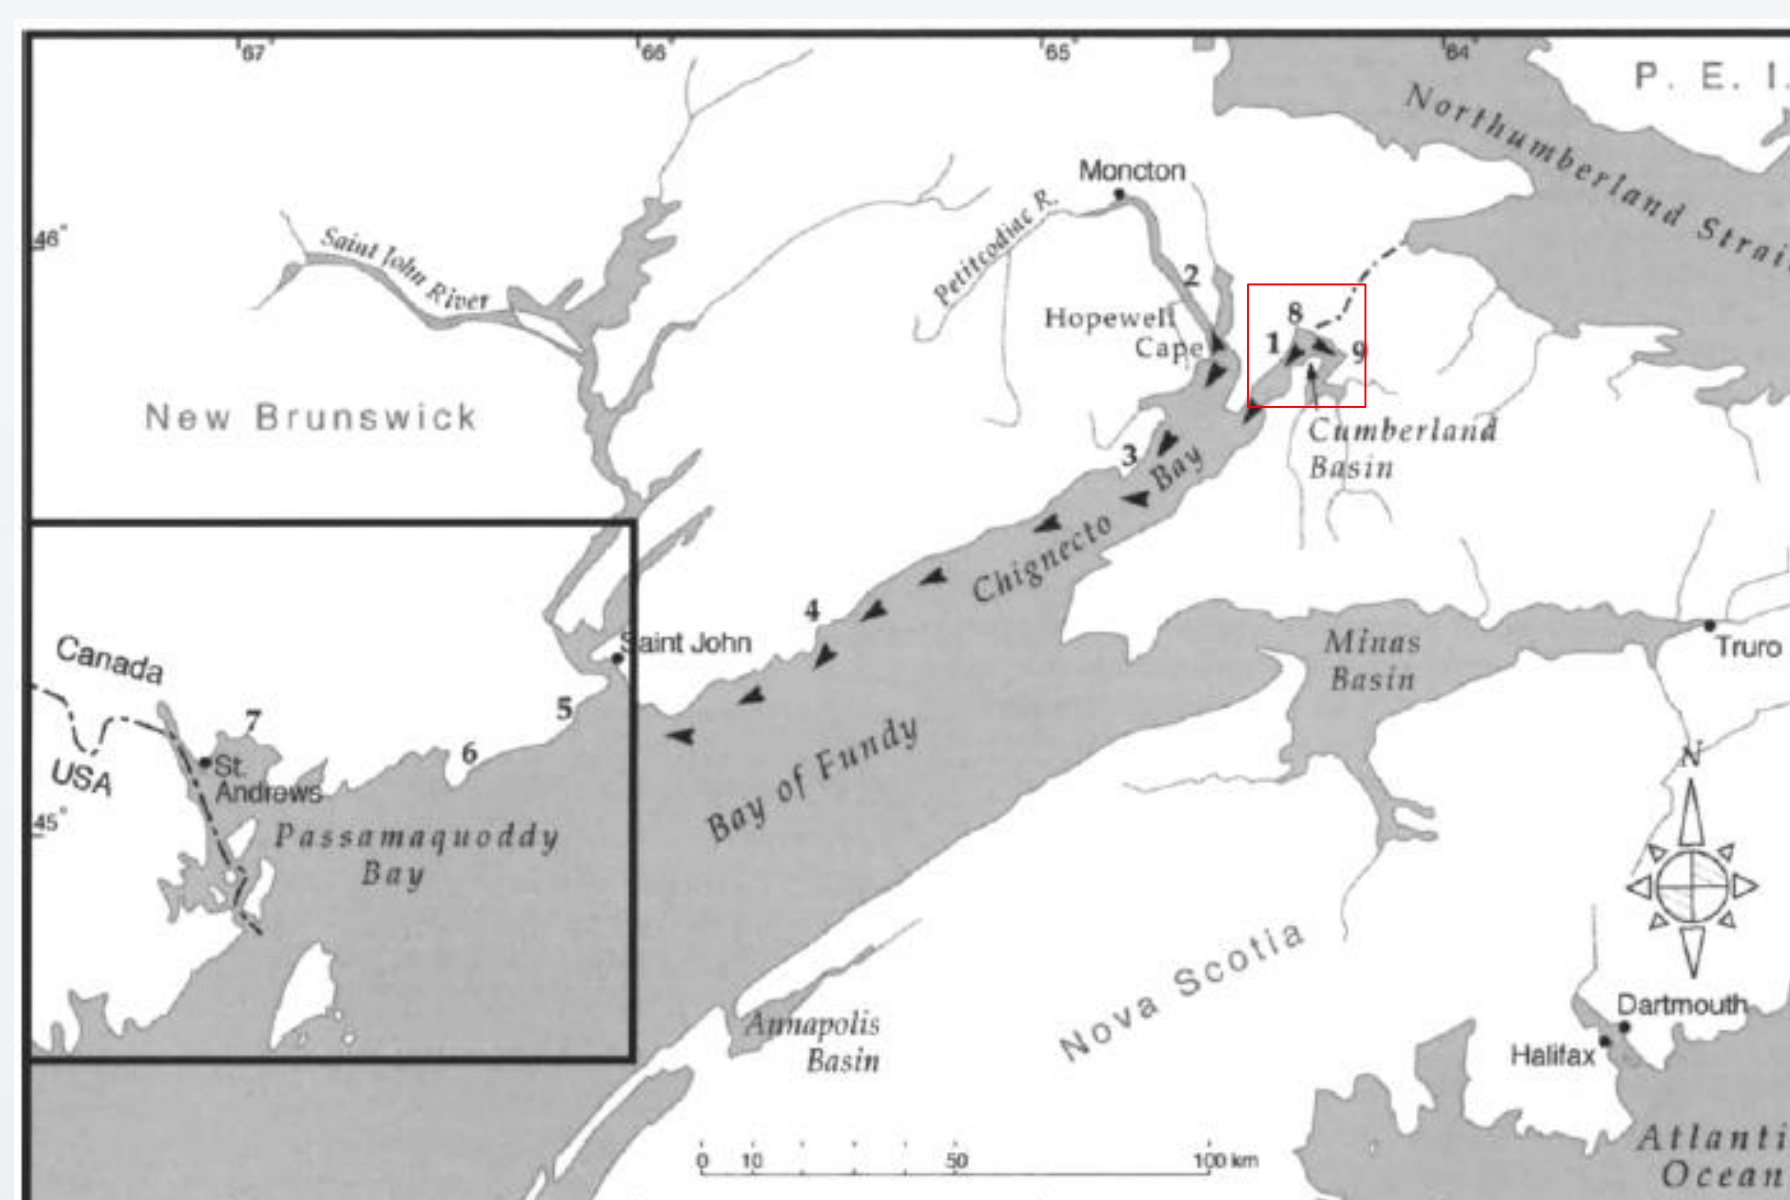 67°
66°
65°
64°
P. E. I.
Northumberland Strait
Moncton
Petitcodiac R.
46°
Saint John River
2
Hopewell
Cape
8
1
9
New Brunswick
Cumberland
Basin
3
Chignecto Bay
4
Saint John
Minas
Basin
Truro
Canada
USA
7
5
6
St.
Andrews
Bay of Fundy
N
45°
Passamaquoddy
Bay
Nova Scotia
Annapolis
Basin
Dartmouth
Halifax
Atlanti
Ocean
0 10 50 100 km